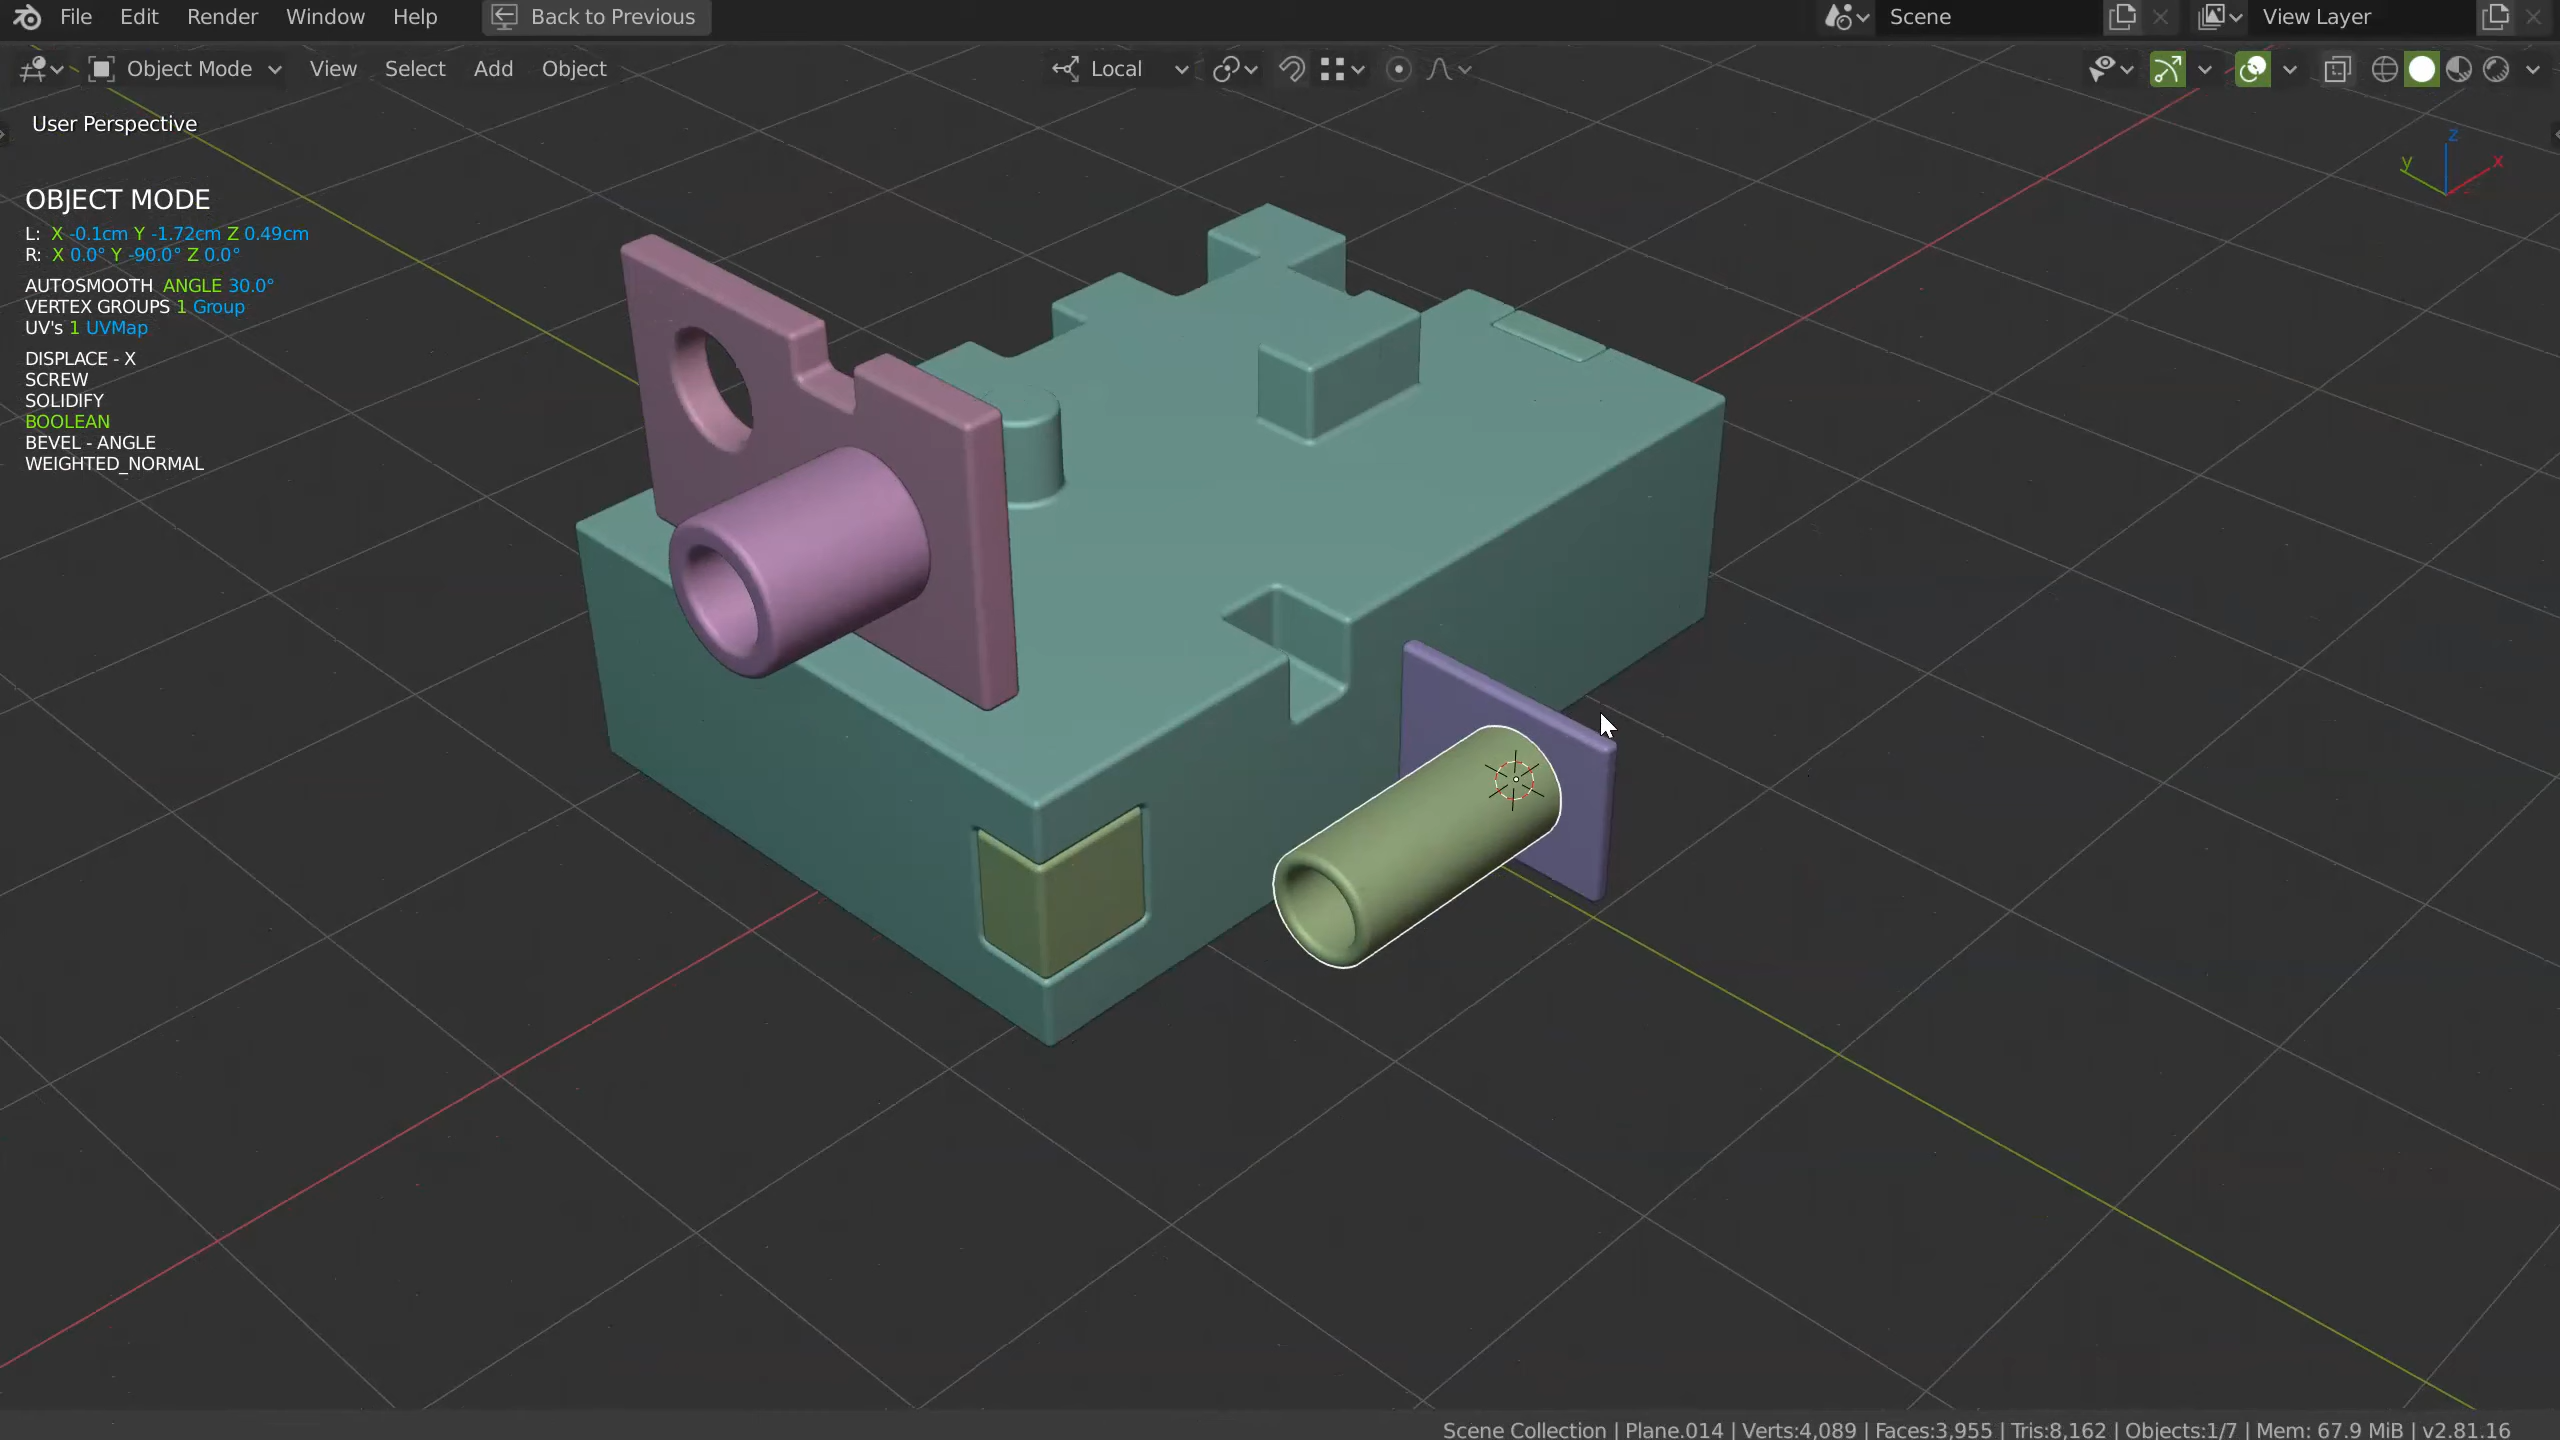 File Edit Render Window Help Back to Previous Scene View Layer
Object Mode View Select Add Object Local
User Perspective
z
y x
OBJECT MODE
L: X -0.1cm Y -1.72cm Z 0.49cm
R: X 0.0° Y -90.0° Z 0.0°
AUTOSMOOTH ANGLE 30.0°
VERTEX GROUPS 1 Group
UV's 1 UVMap
DISPLACE - X
SCREW
SOLIDIFY
BOOLEAN
BEVEL - ANGLE
WEIGHTED_NORMAL
Scene Collection | Plane.014 | Verts:4,089 | Faces:3,955 | Tris:8,162 | Objects:1/7 | Mem: 67.9 MiB | v2.81.16